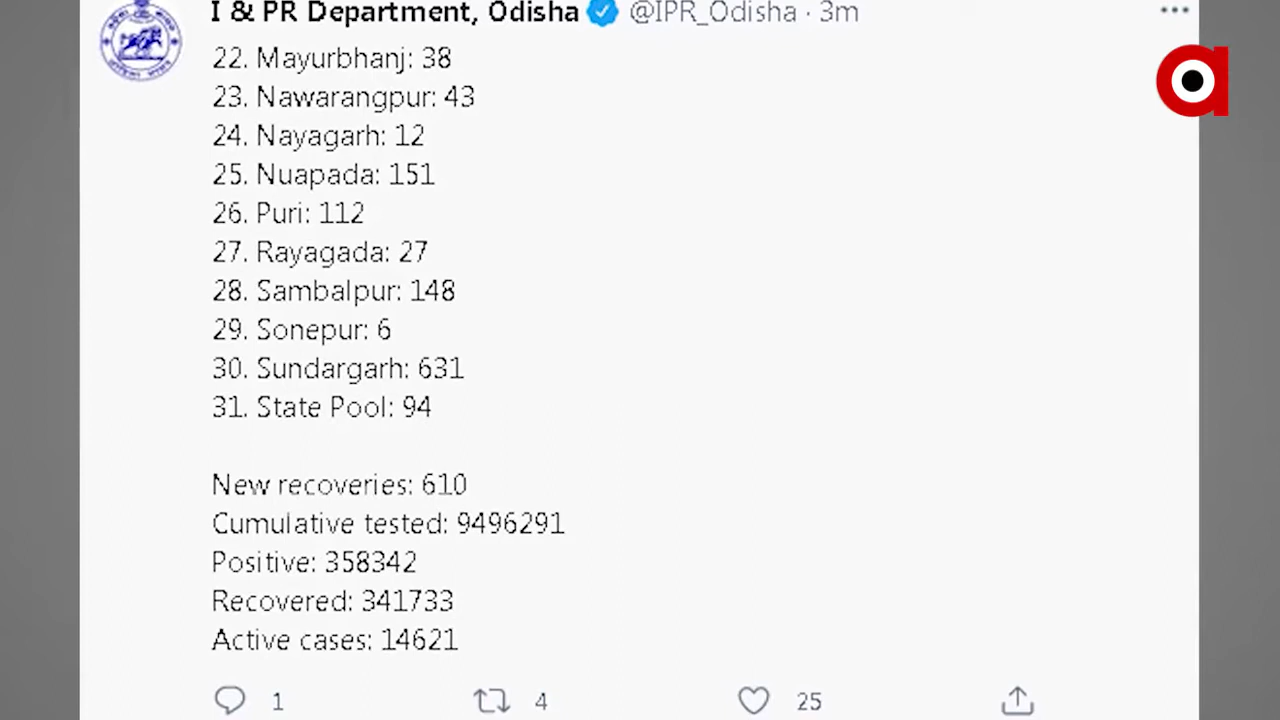 I & PR Department, Odisha @IPR_Odisha · 3m
22. Mayurbhanj: 38
23. Nawarangpur: 43
24. Nayagarh: 12
25. Nuapada: 151
26. Puri: 112
27. Rayagada: 27
28. Sambalpur: 148
29. Sonepur: 6
30. Sundargarh: 631
31. State Pool: 94
New recoveries: 610
Cumulative tested: 9496291
Positive: 358342
Recovered: 341733
Active cases: 14621
1 4 25